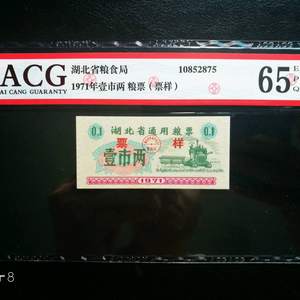 ACG
AI CANG GUARANTY
湖北省粮食局
10852875
1971年壹市两 粮票（票样）
65
E
P
Q
0.1
湖北省通用粮票
0.1
票 样
壹市两
1971
8